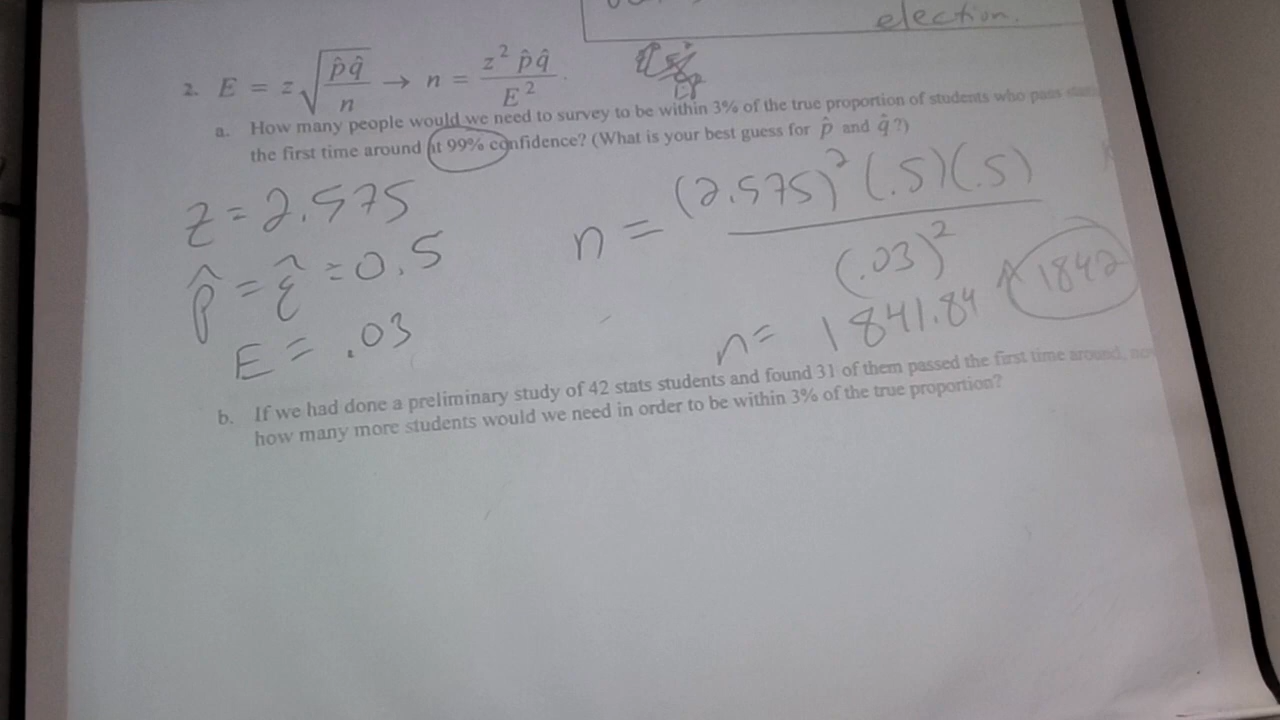 election.
2. E = z √(p̂q̂/n) → n = z² p̂q̂ / E².
a. How many people would we need to survey to be within 3% of the true proportion of students who pass
the first time around at 99% confidence? (What is your best guess for p̂ and q̂ ?)
z = 2.575
p̂ = q̂ = 0.5
E = .03
n = (2.575)² (.5)(.5) / (.03)²
n = 1841.84 1842
b. If we had done a preliminary study of 42 stats students and found 31 of them passed the first time around,
how many more students would we need in order to be within 3% of the true proportion?